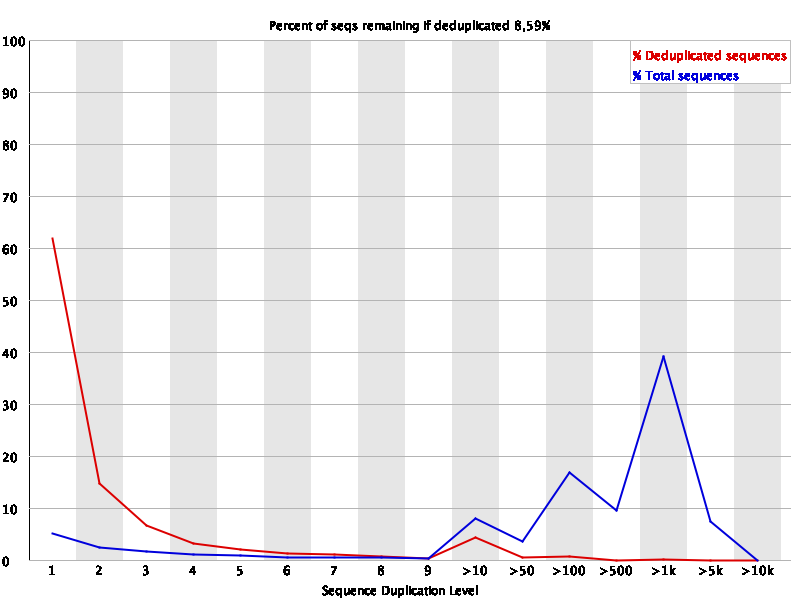 Percent of seqs remaining if deduplicated 8,59%
% Deduplicated sequences
% Total sequences
100
90
80
70
60
50
40
30
20
10
0
1 2 3 4 5 6 7 8 9 >10 >50 >100 >500 >1k >5k >10k
Sequence Duplication Level